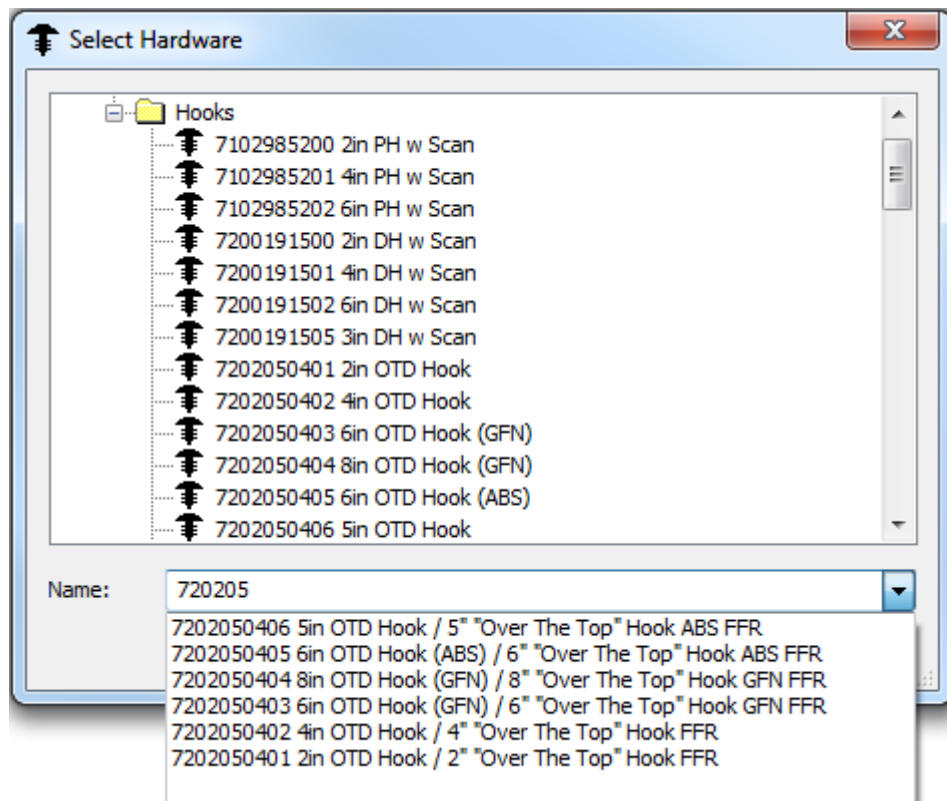 Select Hardware
Hooks
7102985200 2in PH w Scan
7102985201 4in PH w Scan
7102985202 6in PH w Scan
7200191500 2in DH w Scan
7200191501 4in DH w Scan
7200191502 6in DH w Scan
7200191505 3in DH w Scan
7202050401 2in OTD Hook
7202050402 4in OTD Hook
7202050403 6in OTD Hook (GFN)
7202050404 8in OTD Hook (GFN)
7202050405 6in OTD Hook (ABS)
7202050406 5in OTD Hook
Name: 720205
7202050406 5in OTD Hook / 5" "Over The Top" Hook ABS FFR
7202050405 6in OTD Hook (ABS) / 6" "Over The Top" Hook ABS FFR
7202050404 8in OTD Hook (GFN) / 8" "Over The Top" Hook GFN FFR
7202050403 6in OTD Hook (GFN) / 6" "Over The Top" Hook GFN FFR
7202050402 4in OTD Hook / 4" "Over The Top" Hook FFR
7202050401 2in OTD Hook / 2" "Over The Top" Hook FFR